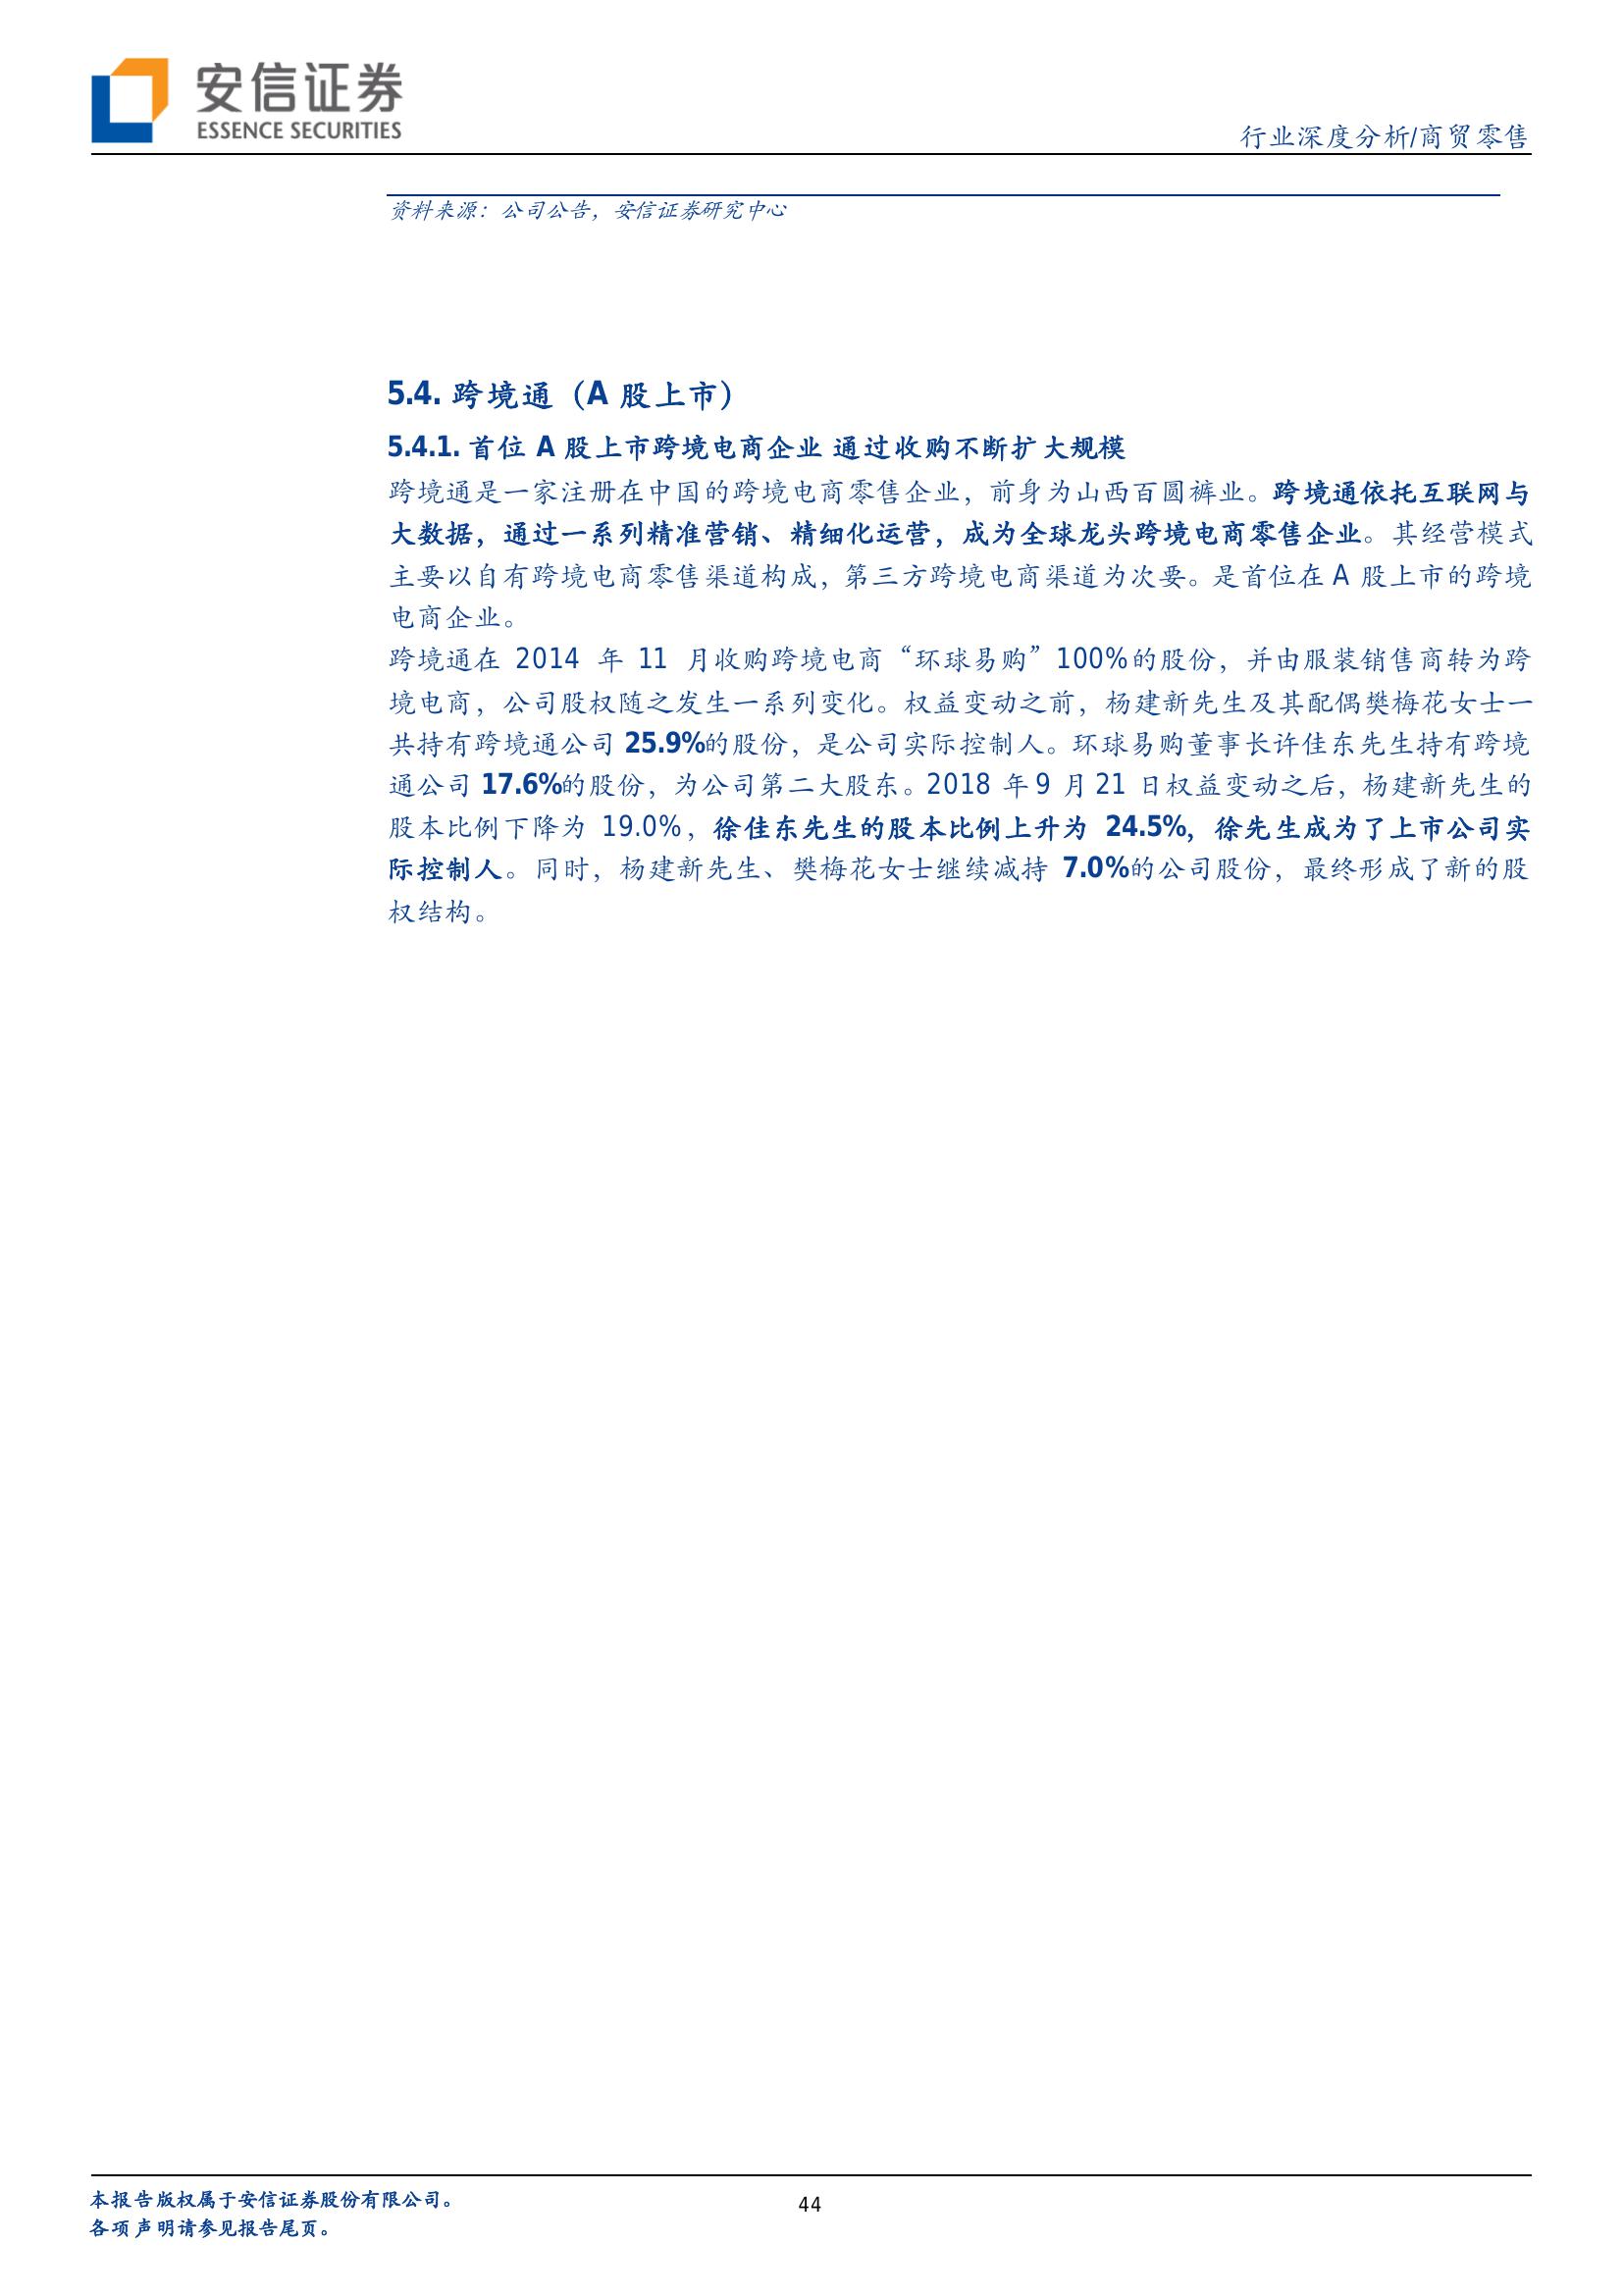 安信证券
ESSENCE SECURITIES
行业深度分析/商贸零售
资料来源：公司公告，安信证券研究中心
5.4. 跨境通（A 股上市）
5.4.1. 首位 A 股上市跨境电商企业 通过收购不断扩大规模
跨境通是一家注册在中国的跨境电商零售企业，前身为山西百圆裤业。跨境通依托互联网与
大数据，通过一系列精准营销、精细化运营，成为全球龙头跨境电商零售企业。其经营模式
主要以自有跨境电商零售渠道构成，第三方跨境电商渠道为次要。是首位在 A 股上市的跨境
电商企业。
跨境通在 2014 年 11 月收购跨境电商“环球易购”100%的股份，并由服装销售商转为跨
境电商，公司股权随之发生一系列变化。权益变动之前，杨建新先生及其配偶樊梅花女士一
共持有跨境通公司 25.9%的股份，是公司实际控制人。环球易购董事长许佳东先生持有跨境
通公司 17.6%的股份，为公司第二大股东。2018 年 9 月 21 日权益变动之后，杨建新先生的
股本比例下降为 19.0%，徐佳东先生的股本比例上升为 24.5%，徐先生成为了上市公司实
际控制人。同时，杨建新先生、樊梅花女士继续减持 7.0%的公司股份，最终形成了新的股
权结构。
本报告版权属于安信证券股份有限公司。
各项声明请参见报告尾页。
44